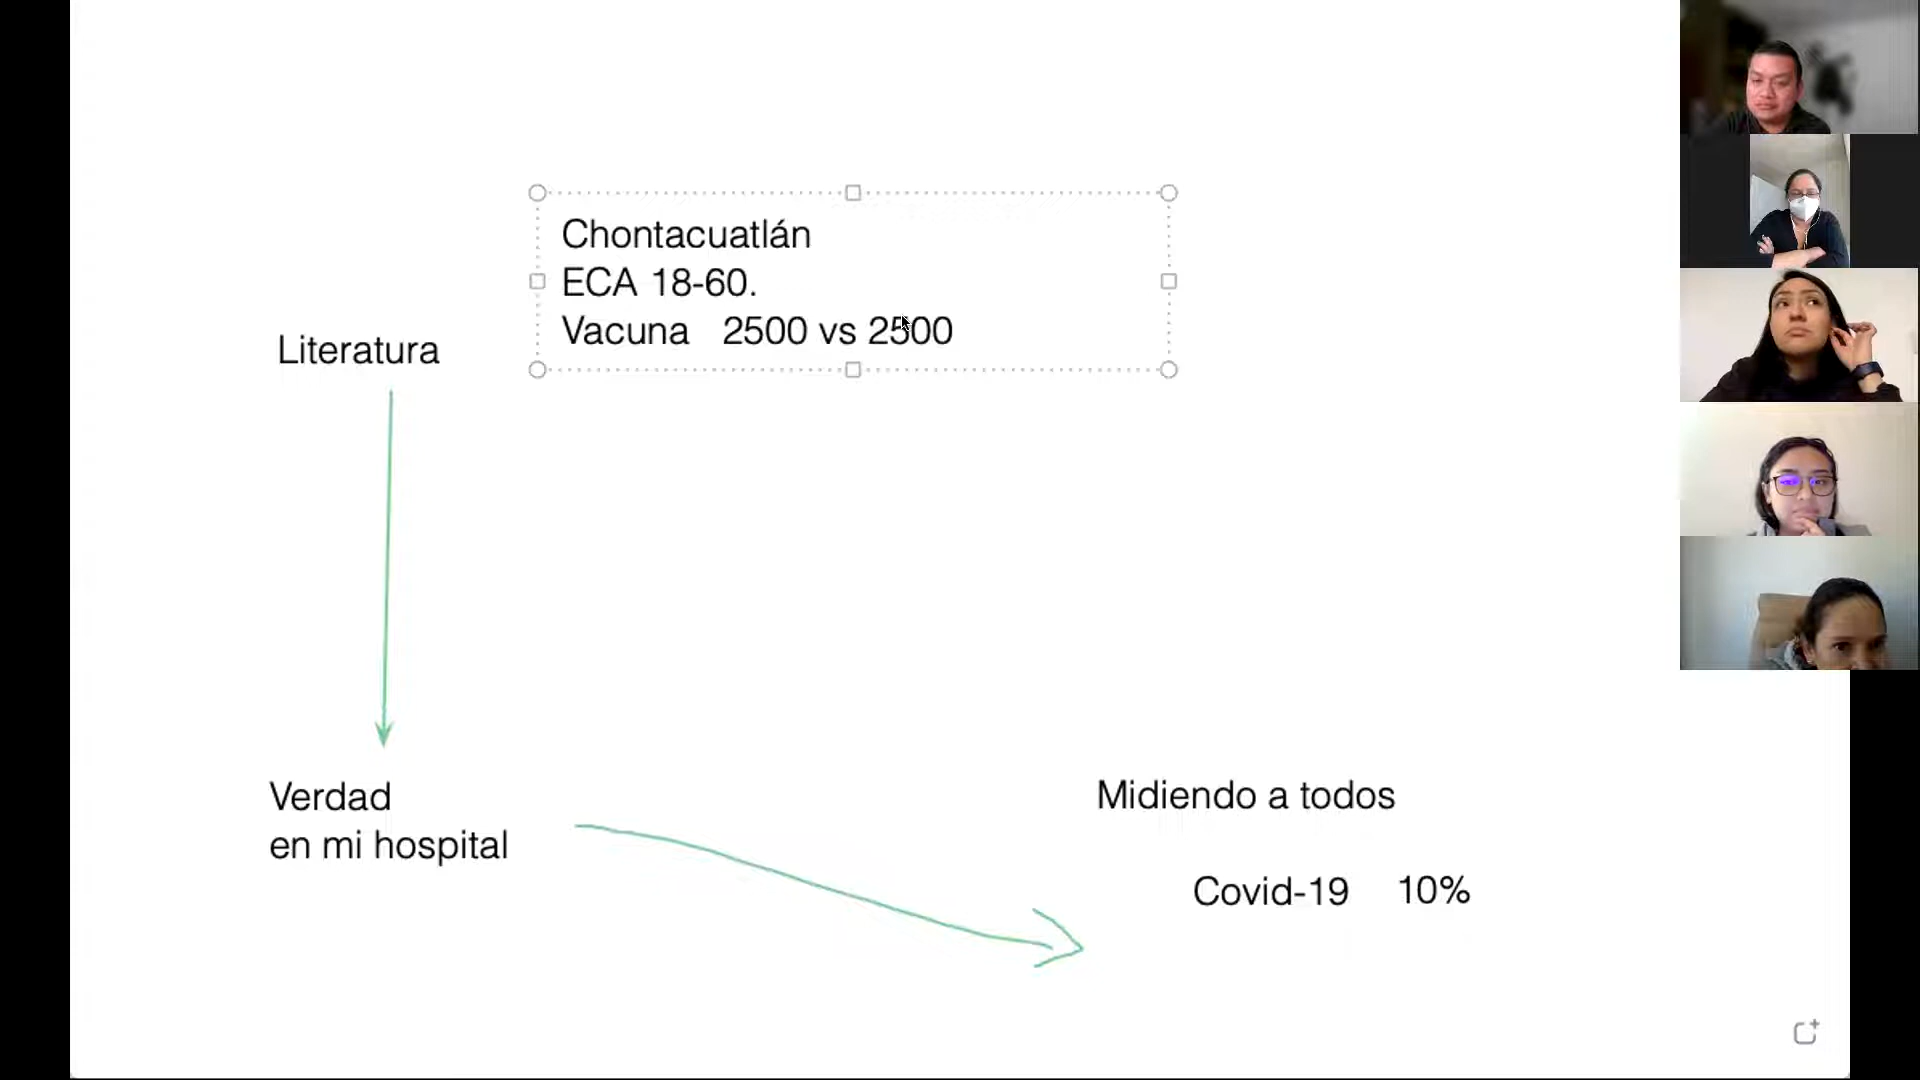 Chontacuatlán
ECA 18-60.
Vacuna 2500 vs 2500
Literatura
Verdad
en mi hospital
Midiendo a todos
Covid-19 10%